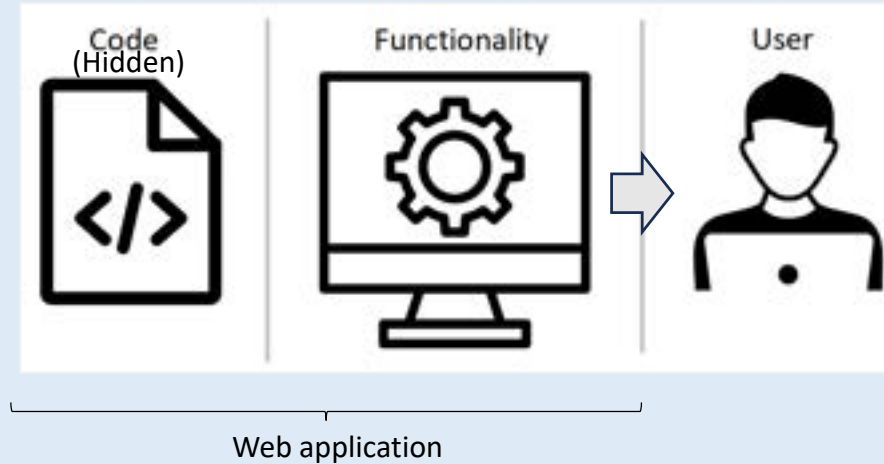 Code
(Hidden)
Functionality
User
</>
Web application